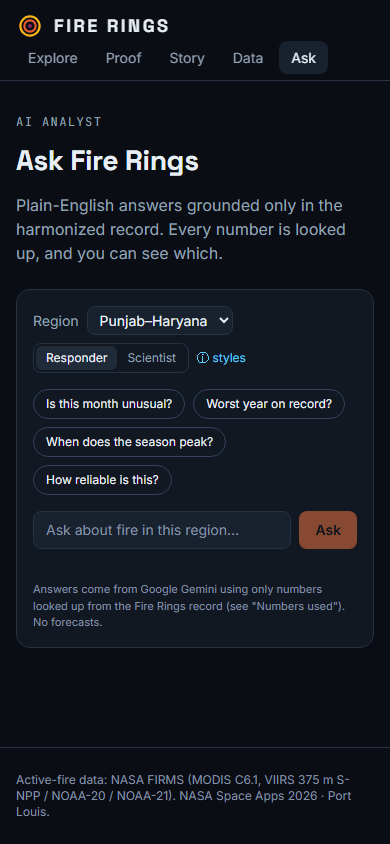 FIRE RINGS
Explore Proof Story Data Ask
AI ANALYST
Ask Fire Rings
Plain-English answers grounded only in the
harmonized record. Every number is looked
up, and you can see which.
Region Punjab–Haryana
Responder Scientist ⓘ styles
Is this month unusual? Worst year on record?
When does the season peak?
How reliable is this?
Ask about fire in this region... Ask
Answers come from Google Gemini using only numbers
looked up from the Fire Rings record (see "Numbers used").
No forecasts.
Active-fire data: NASA FIRMS (MODIS C6.1, VIIRS 375 m S-
NPP / NOAA-20 / NOAA-21). NASA Space Apps 2026 · Port
Louis.